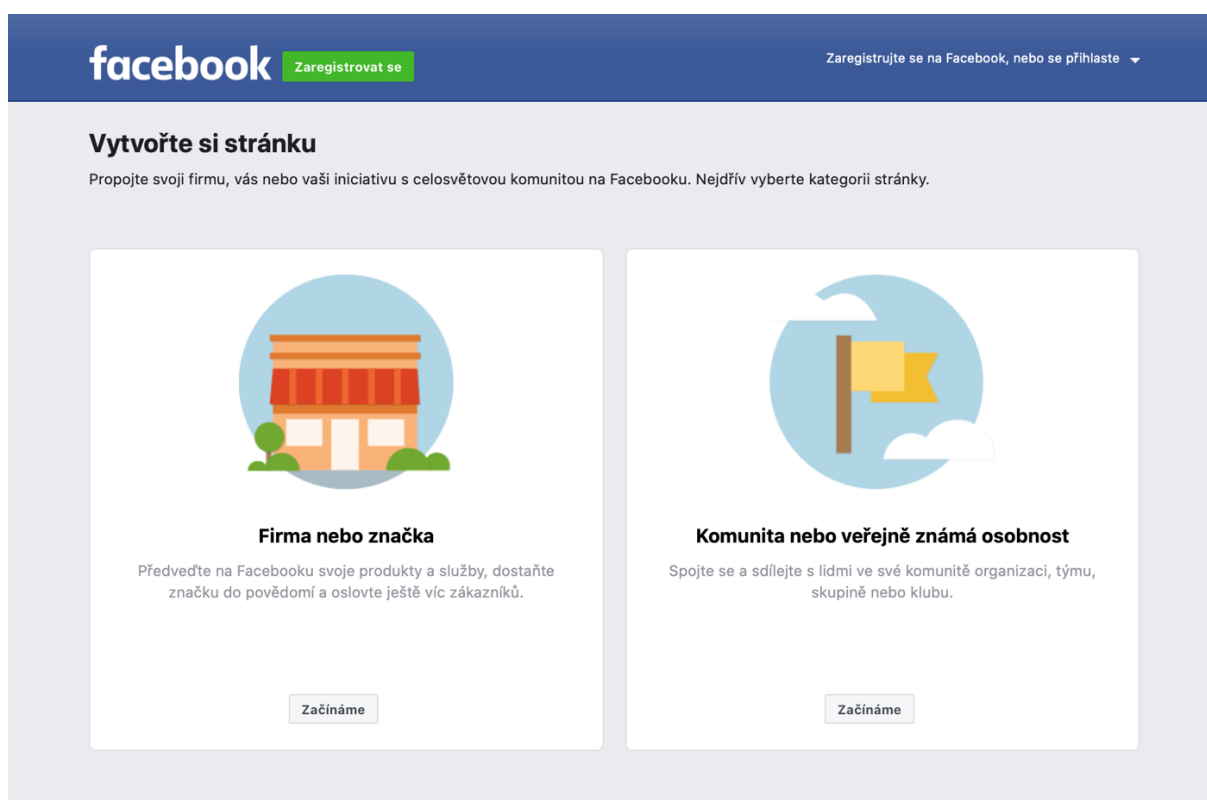 facebook Zaregistrovat se Zaregistrujte se na Facebook, nebo se přihlaste
Vytvořte si stránku
Propojte svoji firmu, vás nebo vaši iniciativu s celosvětovou komunitou na Facebooku. Nejdřív vyberte kategorii stránky.
Firma nebo značka
Předveďte na Facebooku svoje produkty a služby, dostaňte
značku do povědomí a oslovte ještě víc zákazníků.
Začínáme
Komunita nebo veřejně známá osobnost
Spojte se a sdílejte s lidmi ve své komunitě organizaci, týmu,
skupině nebo klubu.
Začínáme